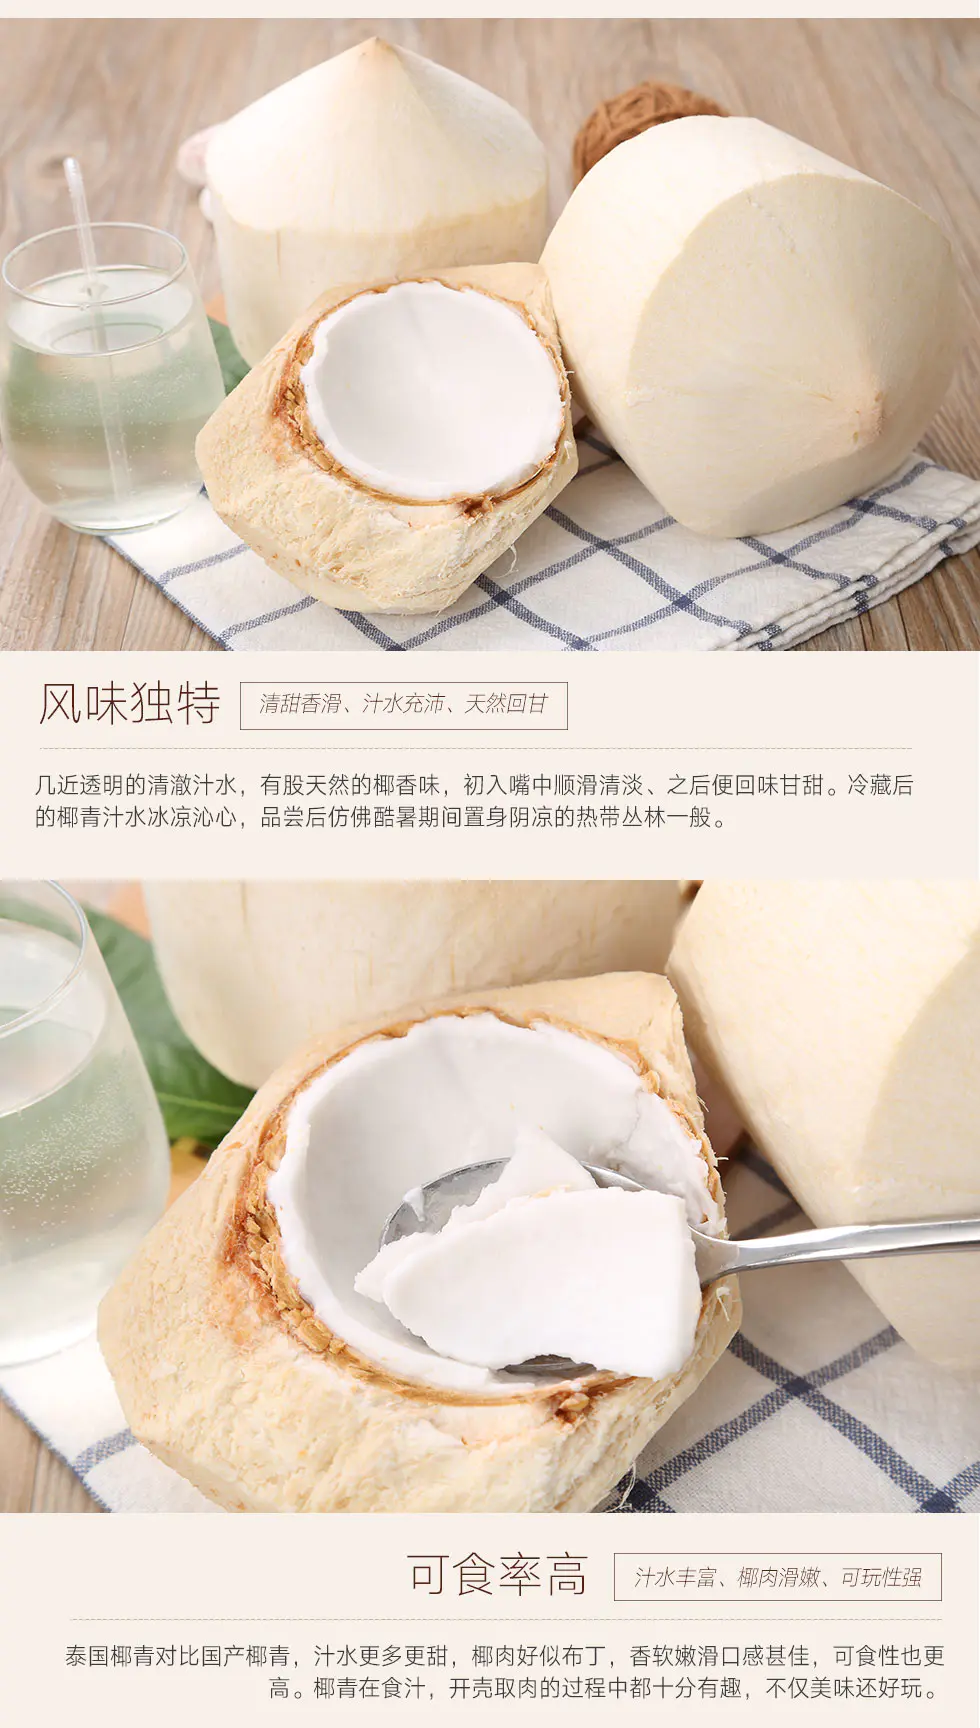 风味独特
清甜香滑、汁水充沛、天然回甘
几近透明的清澈汁水，有股天然的椰香味，初入嘴中顺滑清淡、之后便回味甘甜。冷藏后
的椰青汁水冰凉沁心，品尝后仿佛酷暑期间置身阴凉的热带丛林一般。
可食率高
汁水丰富、椰肉滑嫩、可玩性强
泰国椰青对比国产椰青，汁水更多更甜，椰肉好似布丁，香软嫩滑口感甚佳，可食性也更
高。椰青在食汁，开壳取肉的过程中都十分有趣，不仅美味还好玩。